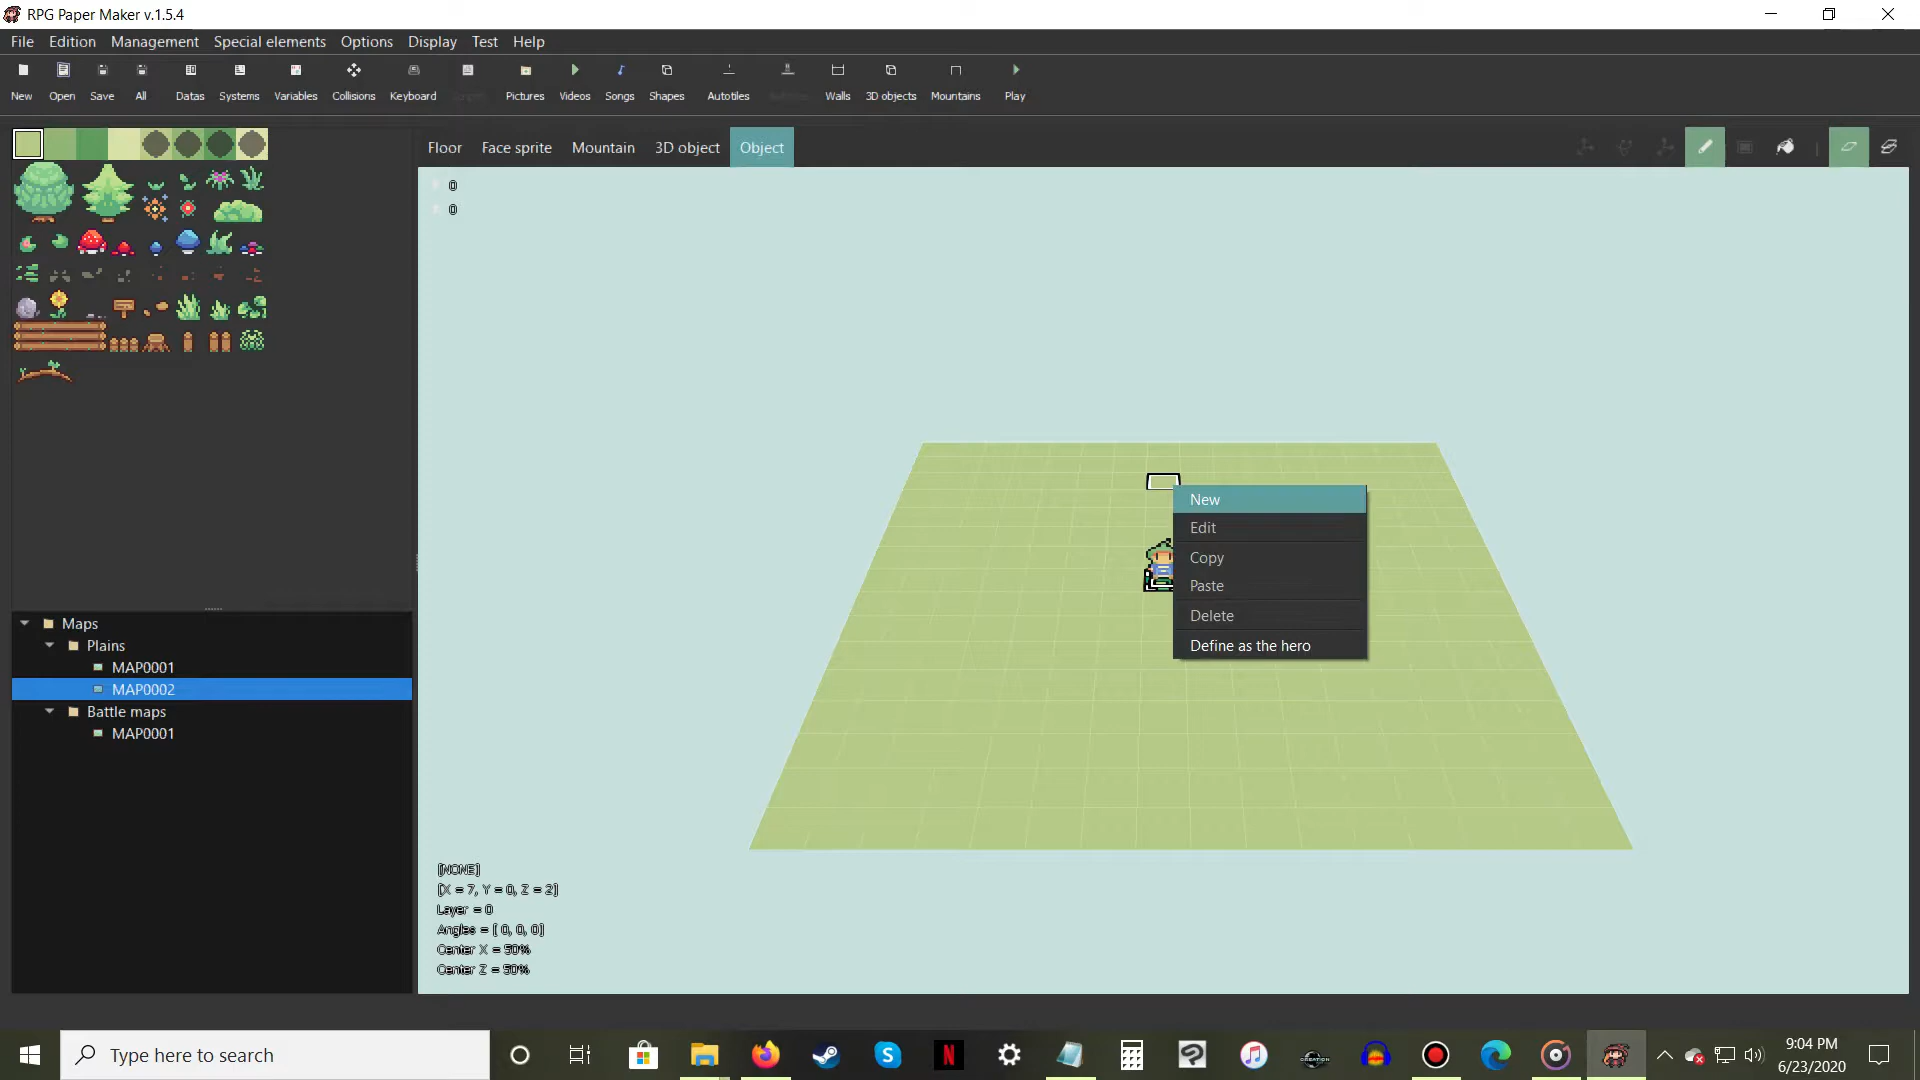 RPG Paper Maker v.1.5.4
File Edition Management Special elements Options Display Test Help
New Open Save All Datas Systems Variables Collisions Keyboard Pictures Videos Songs Shapes Autotiles Walls 3D objects Mountains Play
Floor Face sprite Mountain 3D object Object
0
0
New
Edit
Copy
Paste
Delete
Define as the hero
Maps
Plains
MAP0001
MAP0002
Battle maps
MAP0001
[NONE]
[X = 7, Y = 0, Z = 2]
Layer = 0
Angles = [ 0, 0, 0]
Center X = 50%
Center Z = 50%
Type here to search
9:04 PM
6/23/2020